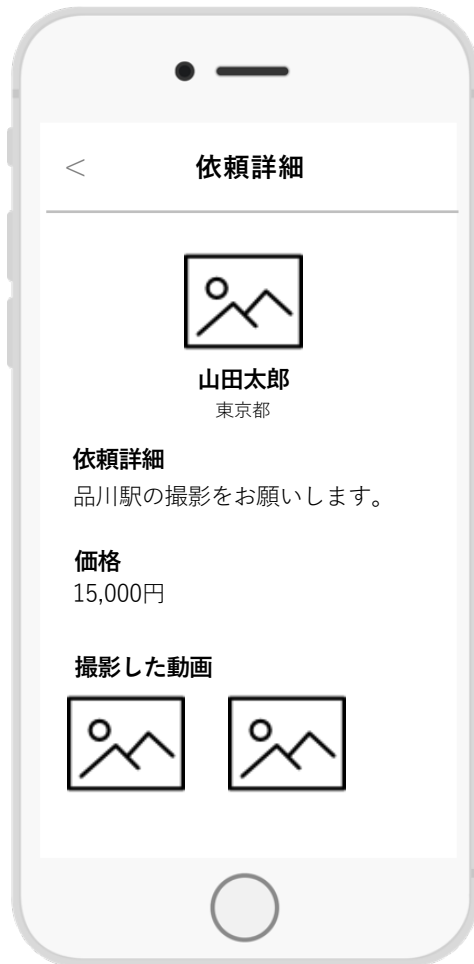 <
依頼詳細
山田太郎
東京都
依頼詳細
品川駅の撮影をお願いします。
価格
15,000円
撮影した動画